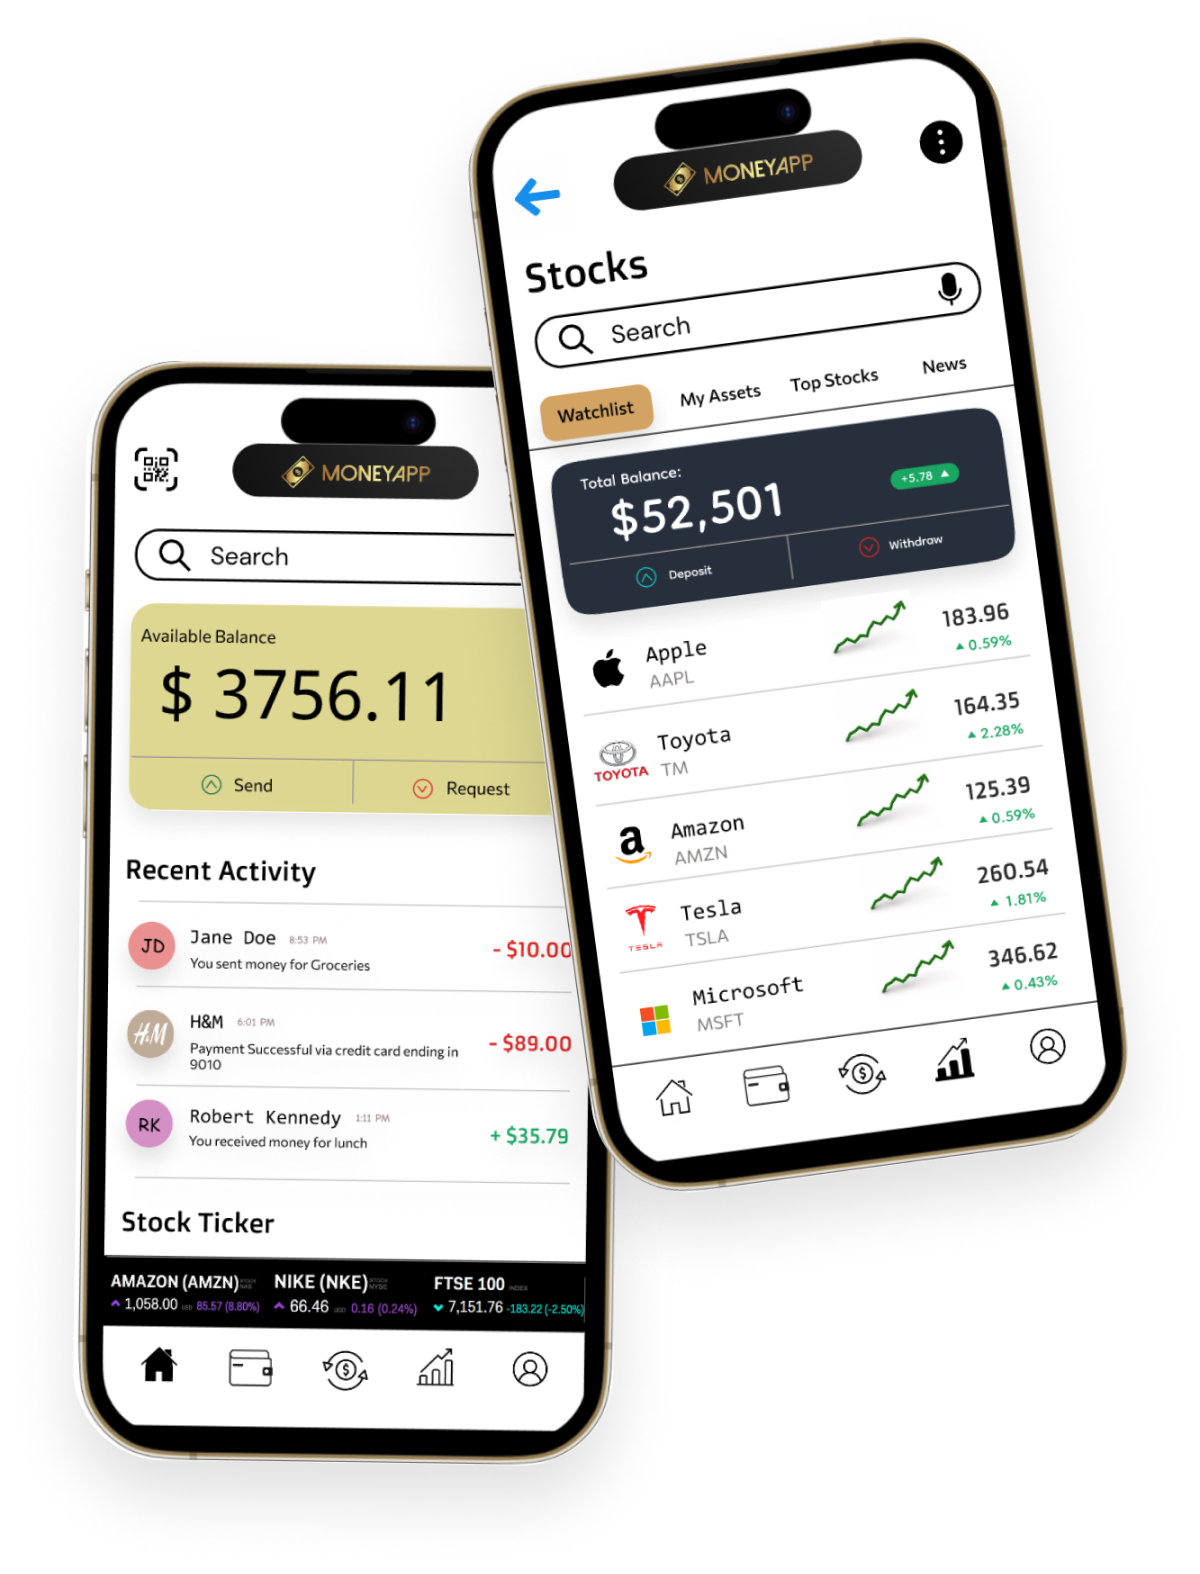 MONEYAPP
Search
Available Balance
$ 3756.11
Send
Request
Recent Activity
JD
Jane Doe 8:53 PM
- $10.00
You sent money for Groceries
H&M
H&M 6:01 PM
- $89.00
Payment Successful via credit card ending in
9010
RK
Robert Kennedy 1:11 PM
+ $35.79
You received money for lunch
Stock Ticker
AMAZON (AMZN) NIKE (NKE) FTSE 100 INDEX
1,058.00 USD 85.57 (8.80%) 66.46 USD 0.16 (0.24%) 7,151.76 -183.22 (-2.50%)
MONEYAPP
Stocks
Search
Watchlist My Assets Top Stocks News
Total Balance:
$52,501
+5.78
Deposit
Withdraw
Apple 183.96
AAPL 0.59%
Toyota 164.35
TOYOTA TM 2.28%
a Amazon 125.39
AMZN 0.59%
Tesla 260.54
TESLA TSLA 1.81%
Microsoft 346.62
MSFT 0.43%